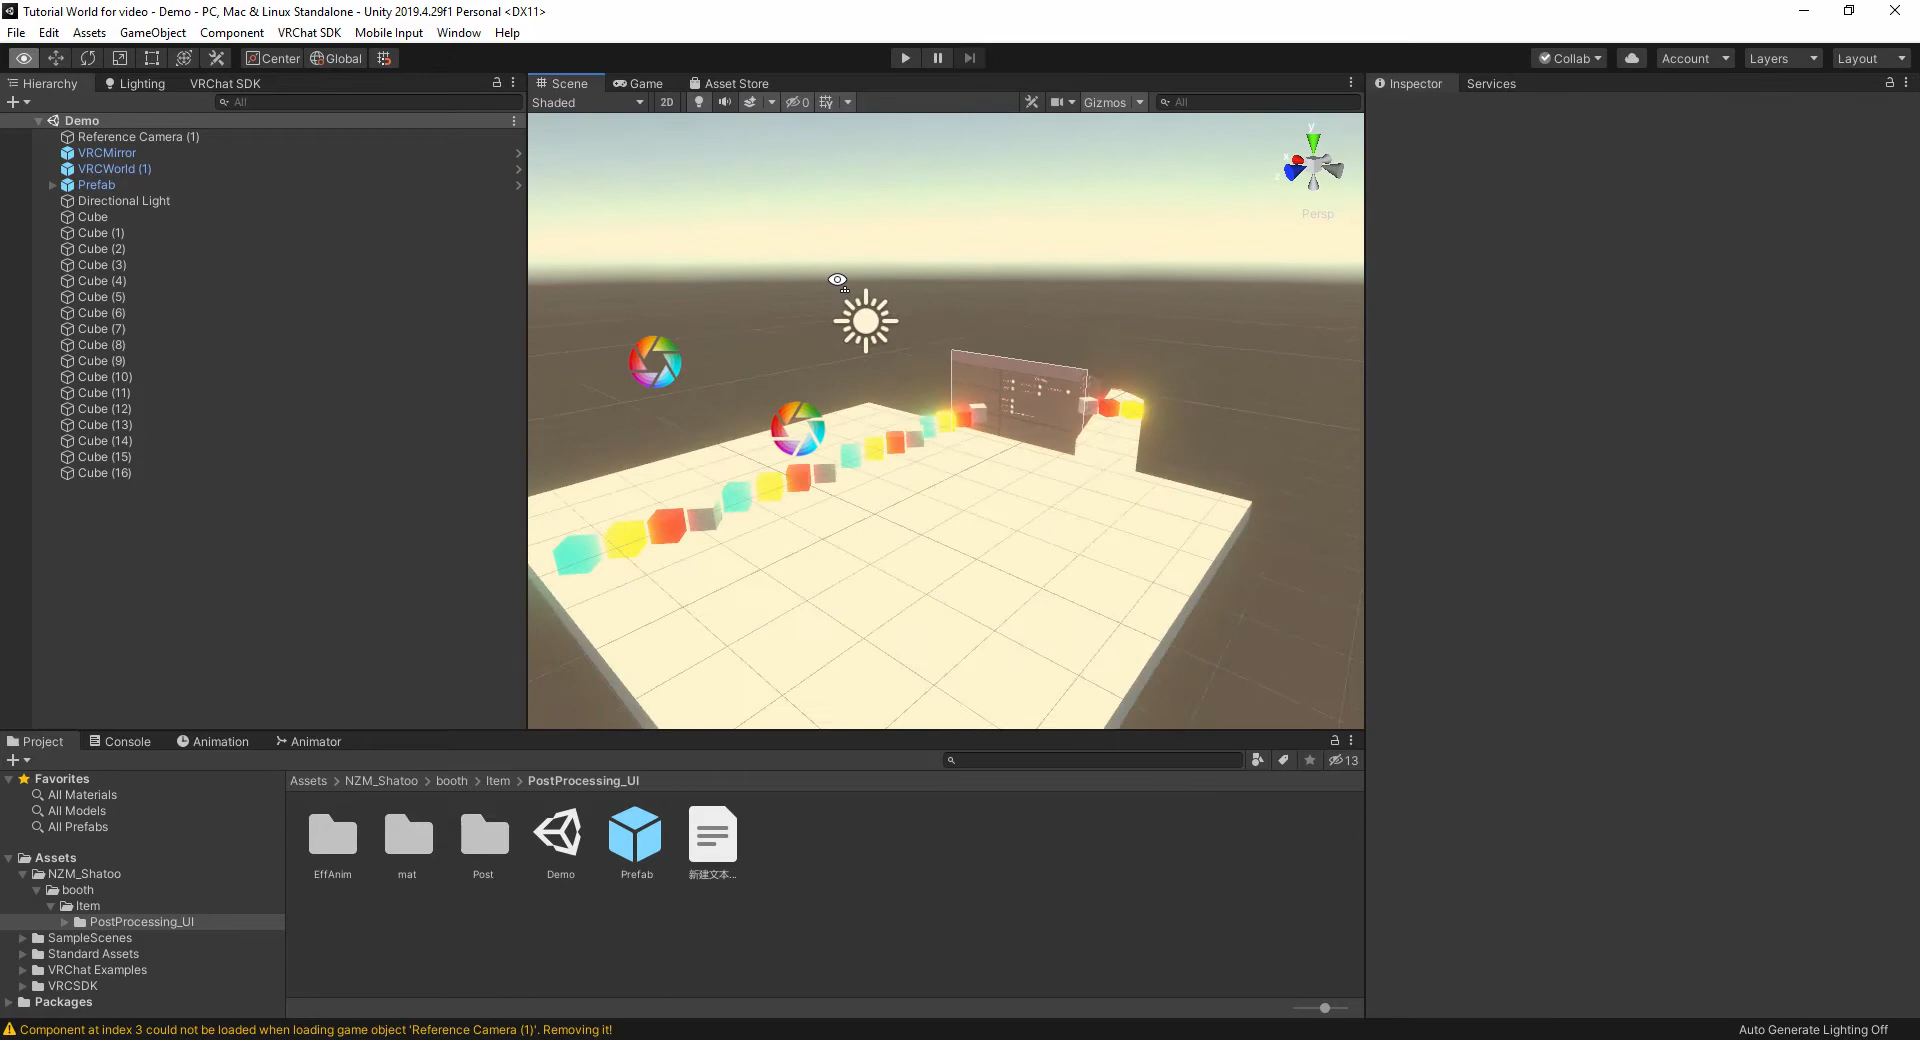 Tutorial World for video - Demo - PC, Mac & Linux Standalone - Unity 2019.4.29f1 Personal <DX11>
File Edit Assets GameObject Component VRChat SDK Mobile Input Window Help
Center Global Collab Account Layers Layout
Hierarchy Lighting VRChat SDK
All
Demo
Reference Camera (1)
VRCMirror
VRCWorld (1)
Prefab
Directional Light
Cube
Cube (1)
Cube (2)
Cube (3)
Cube (4)
Cube (5)
Cube (6)
Cube (7)
Cube (8)
Cube (9)
Cube (10)
Cube (11)
Cube (12)
Cube (13)
Cube (14)
Cube (15)
Cube (16)
Scene Game Asset Store
Shaded 2D 0 Gizmos All
y
x
z
Persp
Inspector Services
Project Console Animation Animator
13
Favorites
All Materials
All Models
All Prefabs
Assets
NZM_Shatoo
booth
Item
PostProcessing_UI
SampleScenes
Standard Assets
VRChat Examples
VRCSDK
Packages
Assets > NZM_Shatoo > booth > Item > PostProcessing_UI
EffAnim mat Post Demo Prefab 新建文本...
Component at index 3 could not be loaded when loading game object 'Reference Camera (1)'. Removing it!
Auto Generate Lighting Off